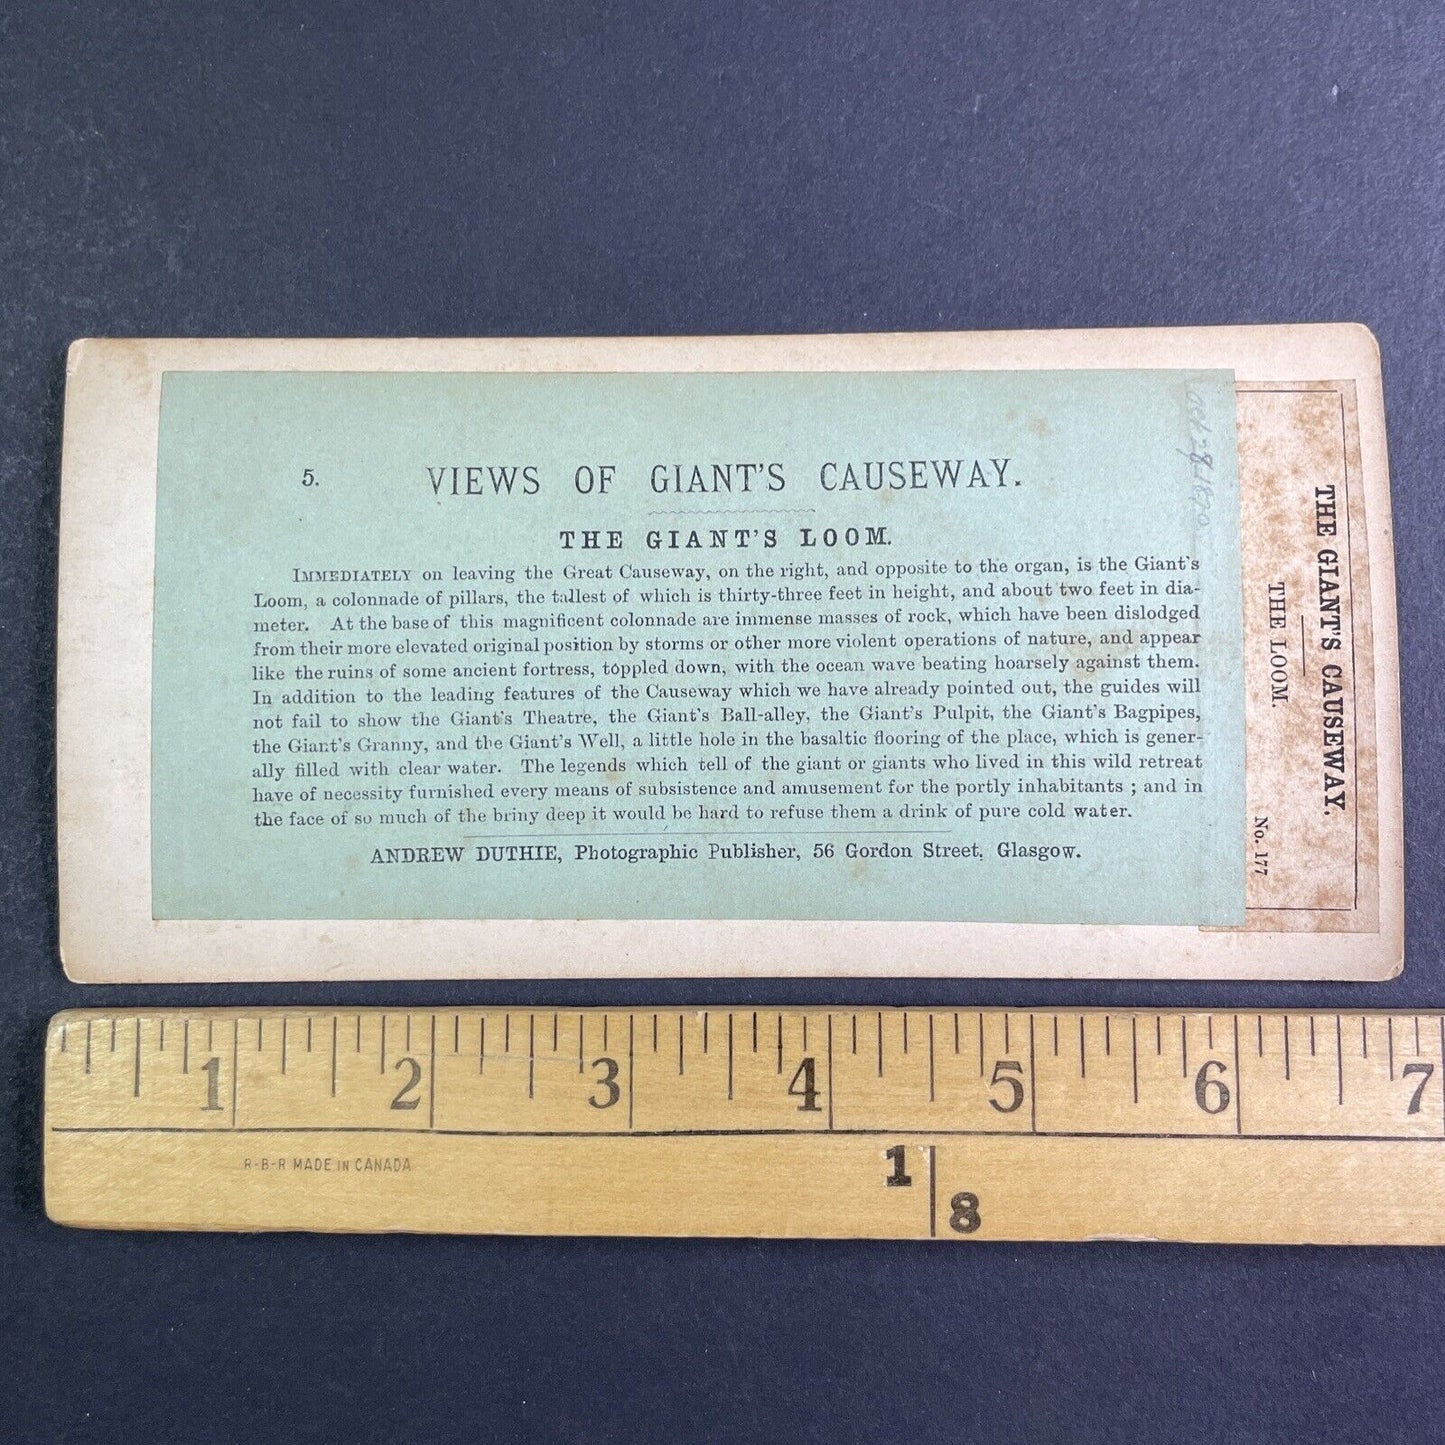 5. VIEWS OF GIANT'S CAUSEWAY.
THE GIANT'S LOOM.
IMMEDIATELY on leaving the Great Causeway, on the right, and opposite to the organ, is the Giant's
Loom, a colonnade of pillars, the tallest of which is thirty-three feet in height, and about two feet in dia-
meter. At the base of this magnificent colonnade are immense masses of rock, which have been dislodged
from their more elevated original position by storms or other more violent operations of nature, and appear
like the ruins of some ancient fortress, toppled down, with the ocean wave beating hoarsely against them.
In addition to the leading features of the Causeway which we have already pointed out, the guides will
not fail to show the Giant's Theatre, the Giant's Ball-alley, the Giant's Pulpit, the Giant's Bagpipes,
the Giant's Granny, and the Giant's Well, a little hole in the basaltic flooring of the place, which is gener-
ally filled with clear water. The legends which tell of the giant or giants who lived in this wild retreat
have of necessity furnished every means of subsistence and amusement for the portly inhabitants ; and in
the face of so much of the briny deep it would be hard to refuse them a drink of pure cold water.
ANDREW DUTHIE, Photographic Publisher, 56 Gordon Street, Glasgow.
Oct 28 1870
THE GIANT'S CAUSEWAY.
THE LOOM.
No. 177
1 2 3 4 5 6 7
R-B-R MADE IN CANADA
1
8